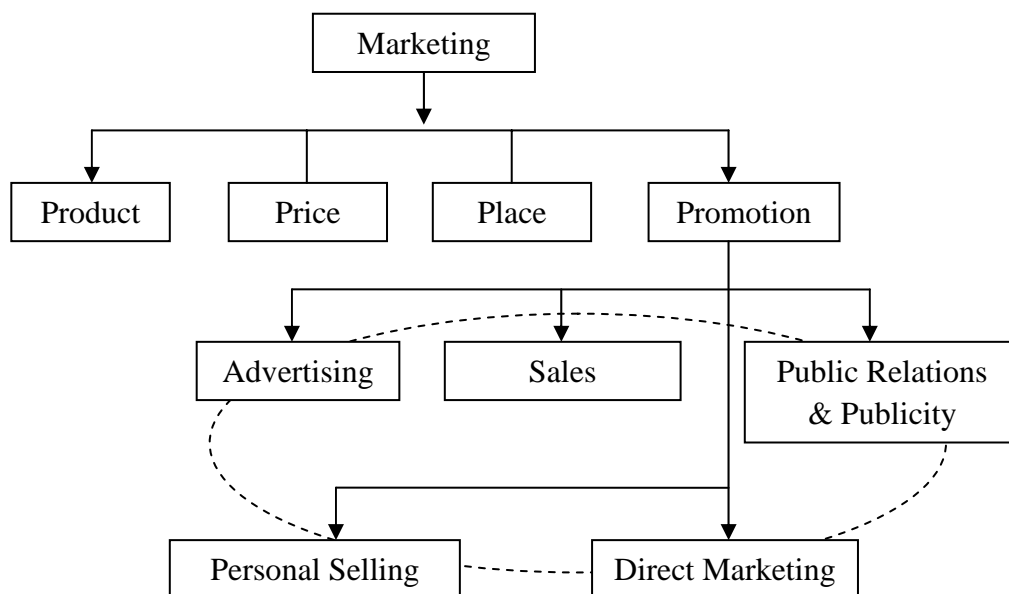 Marketing
Product
Price
Place
Promotion
Advertising
Sales
Public Relations
& Publicity
Personal Selling
Direct Marketing